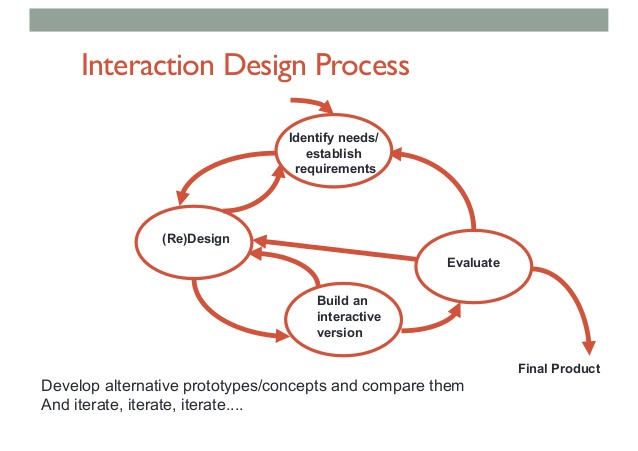 Interaction Design Process
Identify needs/
establish
requirements
(Re)Design
Evaluate
Build an
interactive
version
Final Product
Develop alternative prototypes/concepts and compare them
And iterate, iterate, iterate....